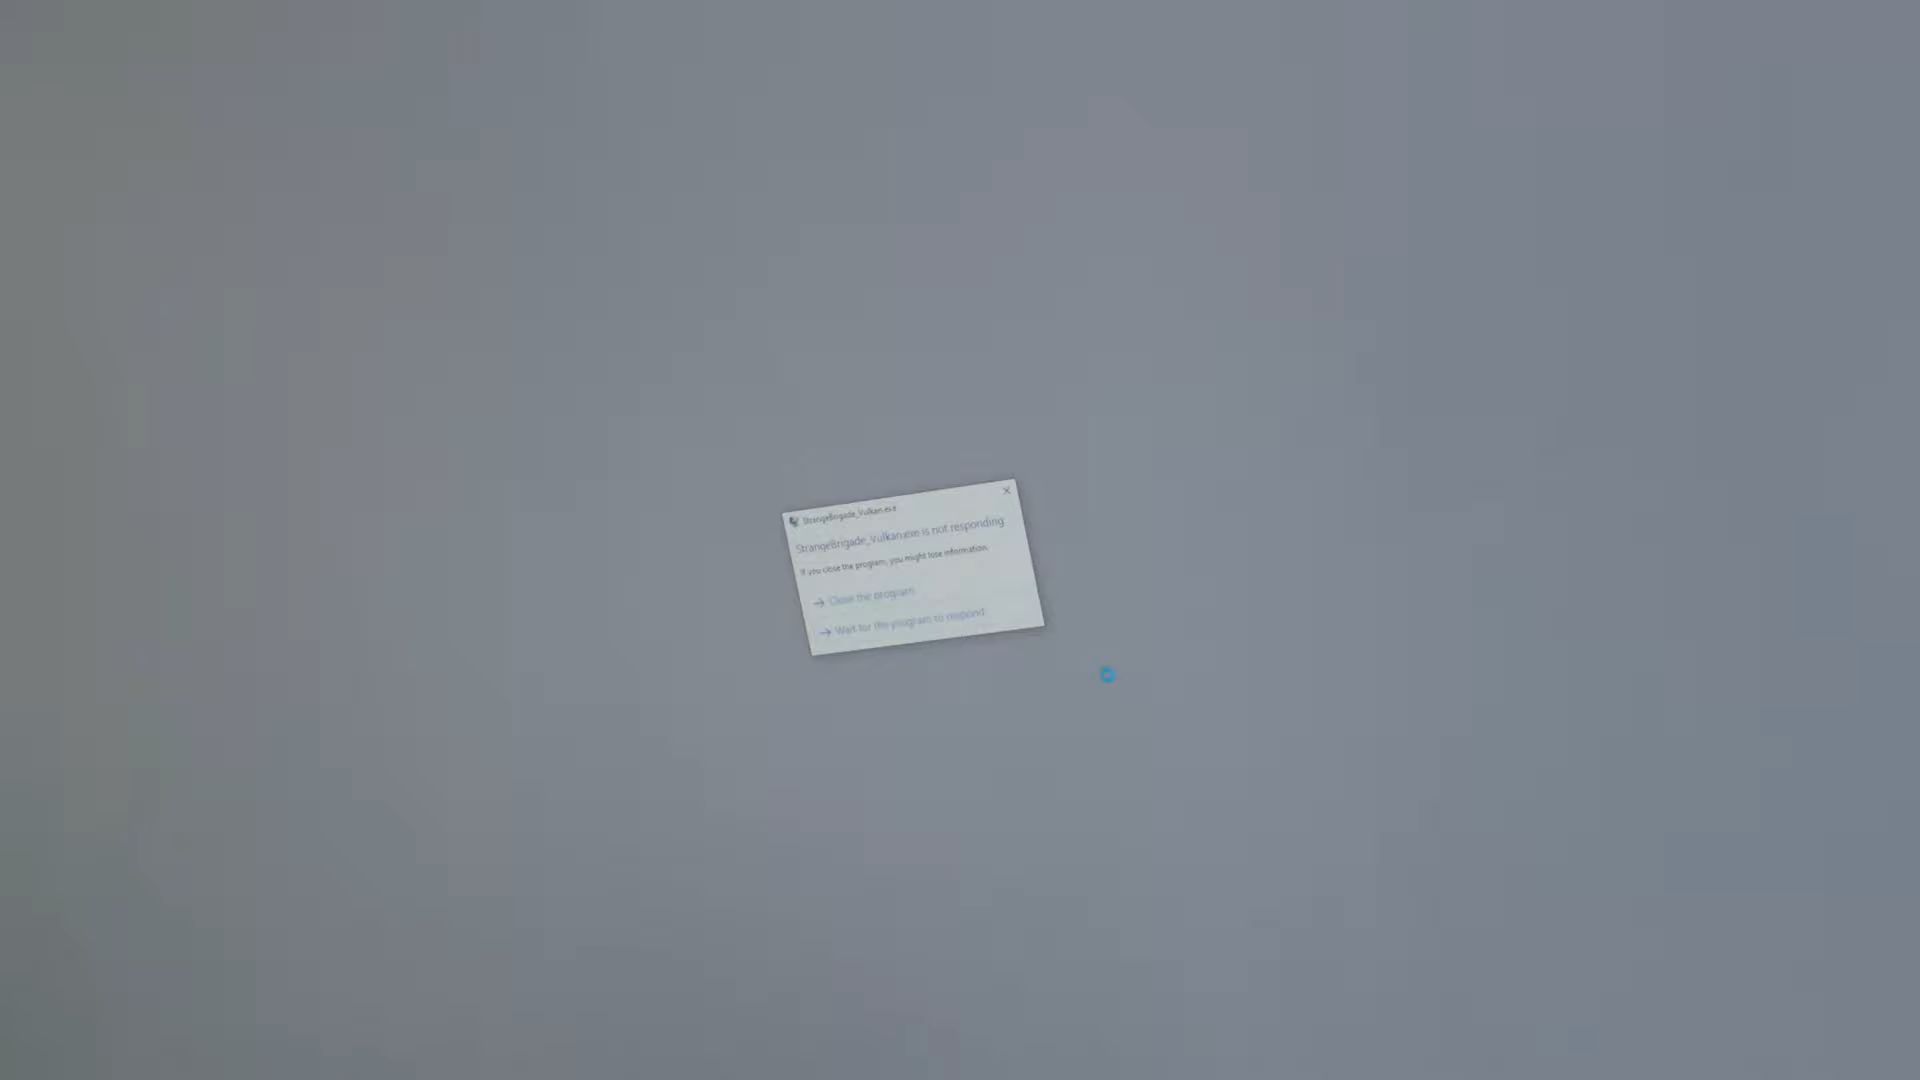 StrangeBrigade_Vulkan.exe
StrangeBrigade_Vulkan.exe is not responding
If you close the program, you might lose information.
Close the program
Wait for the program to respond